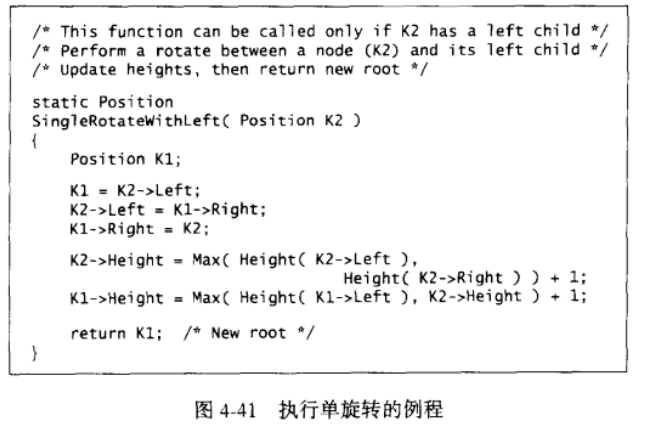 /* This function can be called only if K2 has a left child */
/* Perform a rotate between a node (K2) and its left child */
/* Update heights, then return new root */
static Position
SingleRotateWithLeft( Position K2 )
{
Position K1;
K1 = K2->Left;
K2->Left = K1->Right;
K1->Right = K2;
K2->Height = Max( Height( K2->Left ),
Height( K2->Right ) ) + 1;
K1->Height = Max( Height( K1->Left ), K2->Height ) + 1;
return K1;  /* New root */
}
图 4-41 执行单旋转的例程